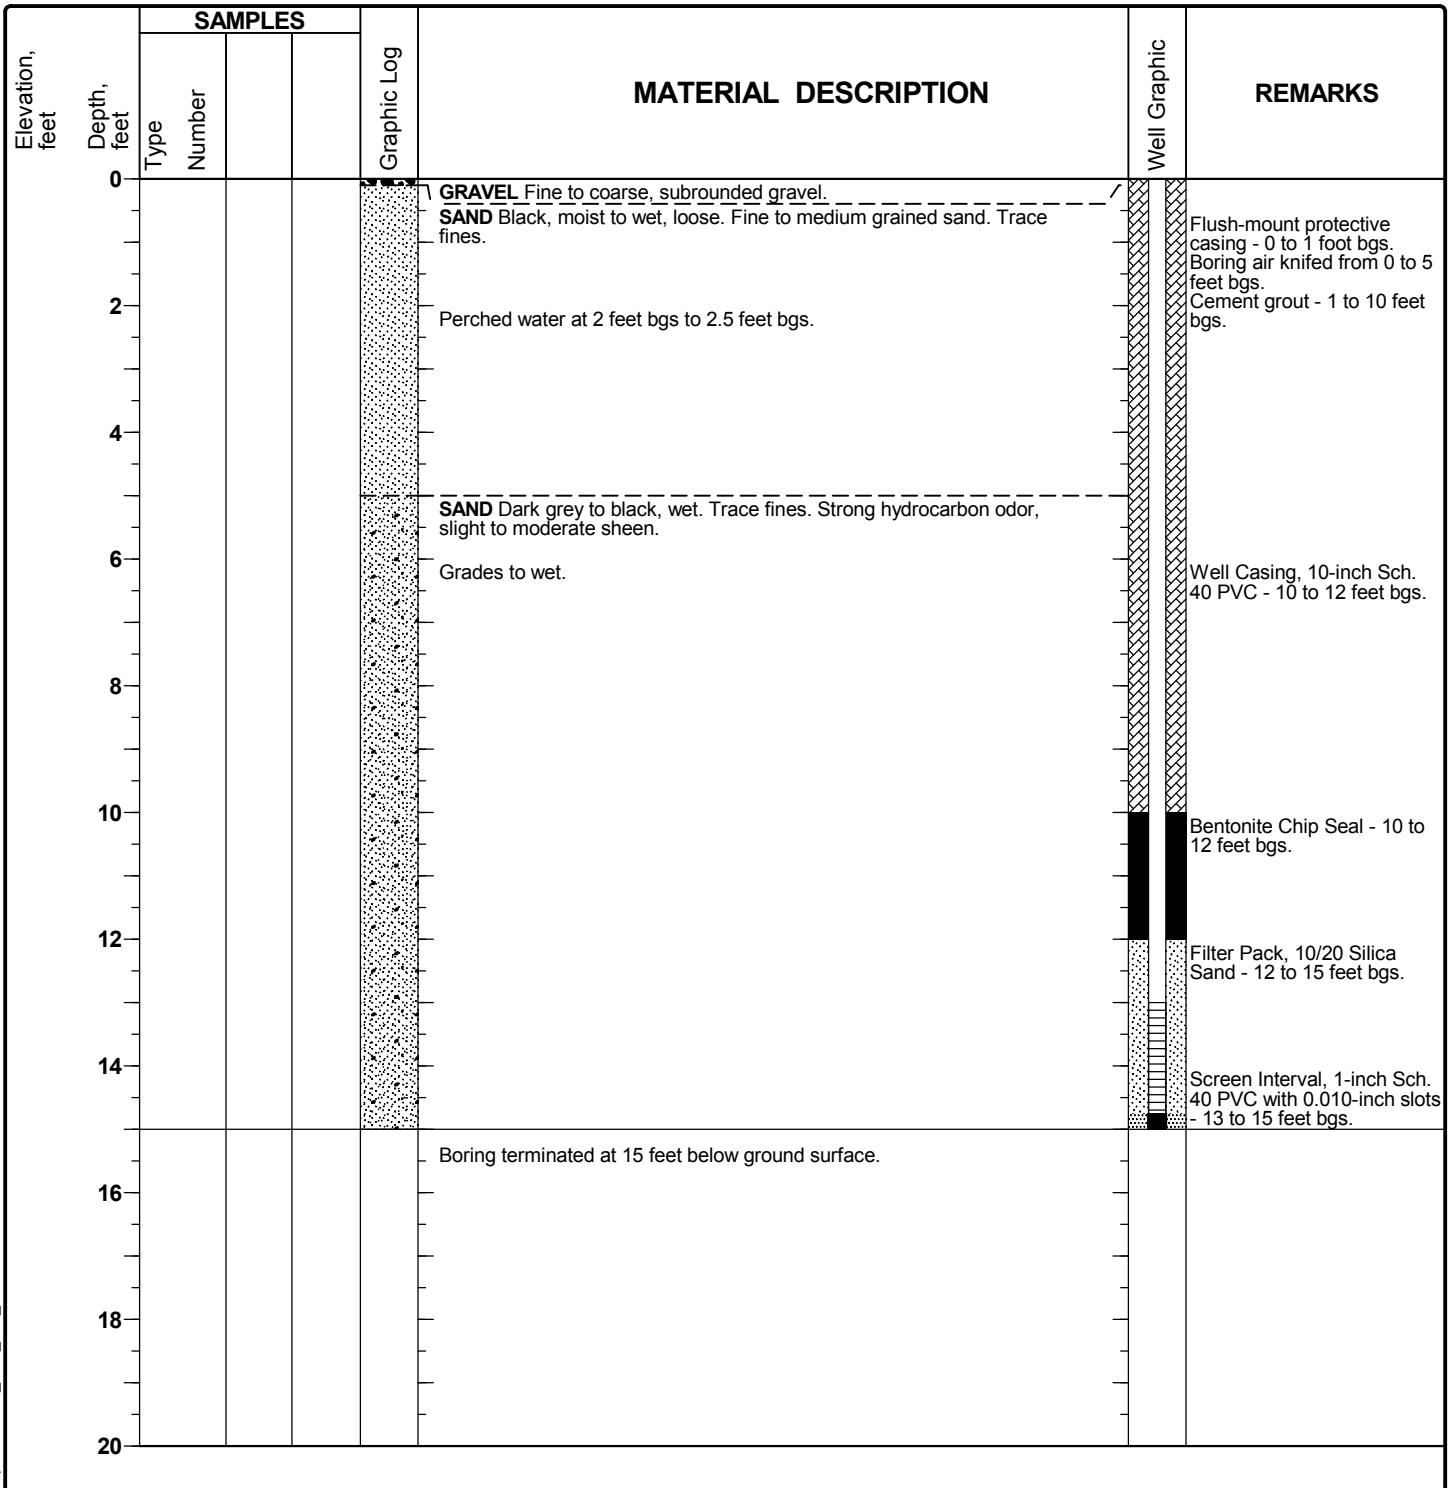 SAMPLES
Elevation,
feet
Depth,
feet
Type
Number
Graphic Log
MATERIAL DESCRIPTION
Well Graphic
REMARKS
0
GRAVEL Fine to coarse, subrounded gravel.
SAND Black, moist to wet, loose. Fine to medium grained sand. Trace
fines.
Flush-mount protective
casing - 0 to 1 foot bgs.
Boring air knifed from 0 to 5
feet bgs.
Cement grout - 1 to 10 feet
bgs.
2
Perched water at 2 feet bgs to 2.5 feet bgs.
4
SAND Dark grey to black, wet. Trace fines. Strong hydrocarbon odor,
slight to moderate sheen.
6
Grades to wet.
Well Casing, 10-inch Sch.
40 PVC - 10 to 12 feet bgs.
8
10
Bentonite Chip Seal - 10 to
12 feet bgs.
12
Filter Pack, 10/20 Silica
Sand - 12 to 15 feet bgs.
14
Screen Interval, 1-inch Sch.
40 PVC with 0.010-inch slots
- 13 to 15 feet bgs.
Boring terminated at 15 feet below ground surface.
16
18
20